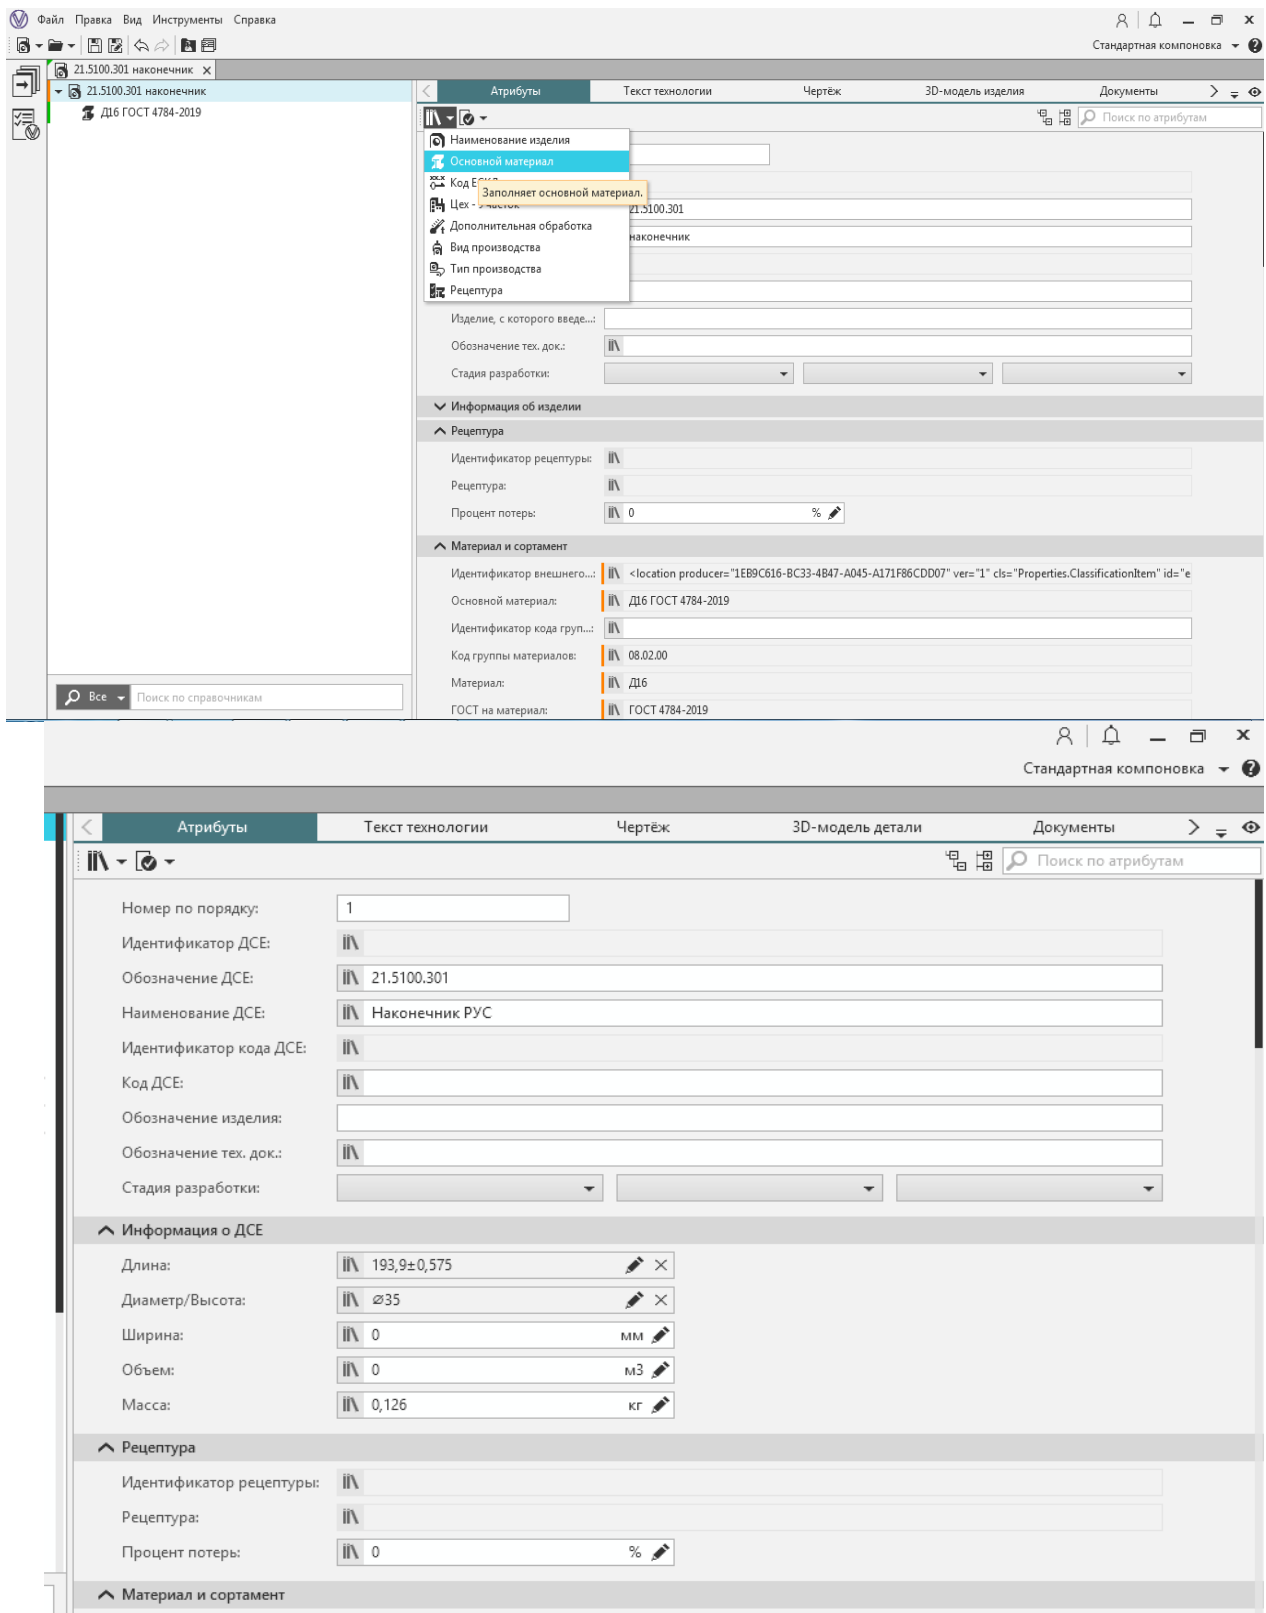 Файл Правка Вид Инструменты Справка
Стандартная компоновка
21.5100.301 наконечник
21.5100.301 наконечник
Д16 ГОСТ 4784-2019
Атрибуты Текст технологии Чертёж 3D-модель изделия Документы
Поиск по атрибутам
Наименование изделия
Основной материал
Код ЕСКД
Заполняет основной материал.
Цех - Участок
21.5100.301
Дополнительная обработка
наконечник
Вид производства
Тип производства
Рецептура
Изделие, с которого введе...:
Обозначение тех. док.:
Стадия разработки:
Информация об изделии
Рецептура
Идентификатор рецептуры:
Рецептура:
Процент потерь: 0 %
Материал и сортамент
Идентификатор внешнего...: <location producer="1EB9C616-BC33-4B47-A045-A171F86CDD07" ver="1" cls="Properties.ClassificationItem" id="e
Основной материал: Д16 ГОСТ 4784-2019
Идентификатор кода груп...:
Код группы материалов: 08.02.00
Материал: Д16
ГОСТ на материал: ГОСТ 4784-2019
Все Поиск по справочникам
Стандартная компоновка
Атрибуты Текст технологии Чертёж 3D-модель детали Документы
Поиск по атрибутам
Номер по порядку: 1
Идентификатор ДСЕ:
Обозначение ДСЕ: 21.5100.301
Наименование ДСЕ: Наконечник РУС
Идентификатор кода ДСЕ:
Код ДСЕ:
Обозначение изделия:
Обозначение тех. док.:
Стадия разработки:
Информация о ДСЕ
Длина: 193,9±0,575
Диаметр/Высота: ⌀35
Ширина: 0 мм
Объем: 0 м3
Масса: 0,126 кг
Рецептура
Идентификатор рецептуры:
Рецептура:
Процент потерь: 0 %
Материал и сортамент